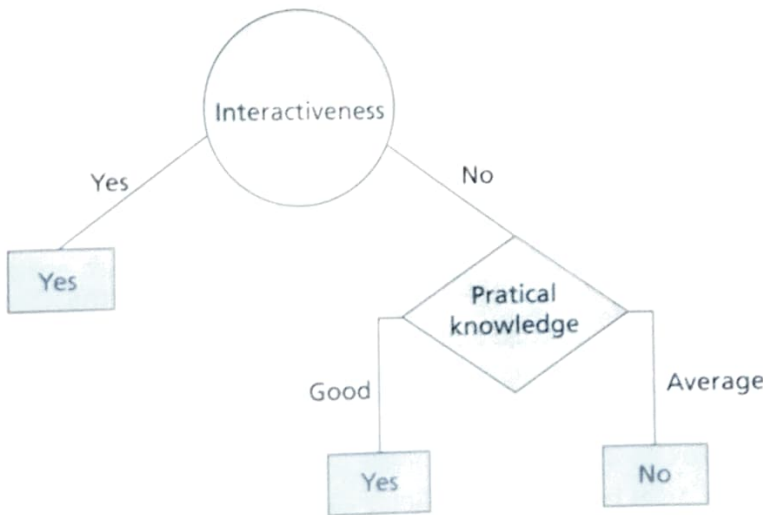 Interactiveness
Yes
No
Yes
Pratical
knowledge
Good
Average
Yes
No